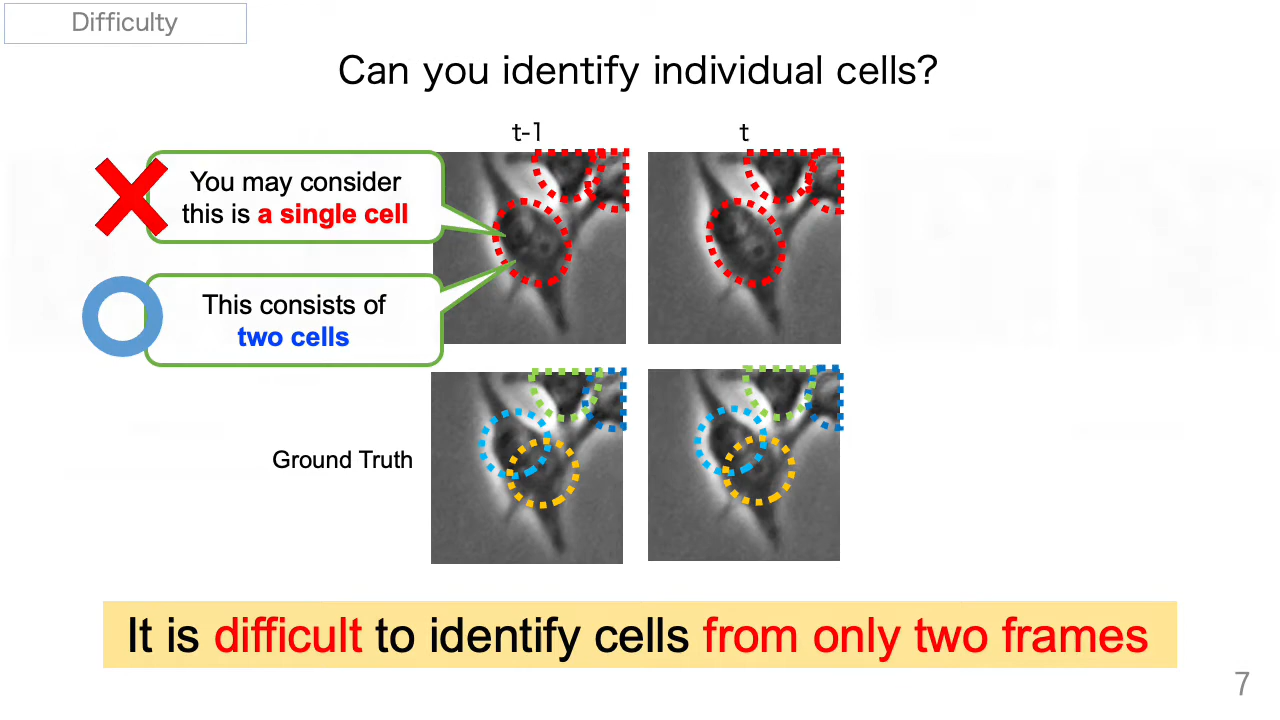 Difficulty
Can you identify individual cells?
t-1
t
You may consider
this is a single cell
This consists of
two cells
Ground Truth
It is difficult to identify cells from only two frames
7